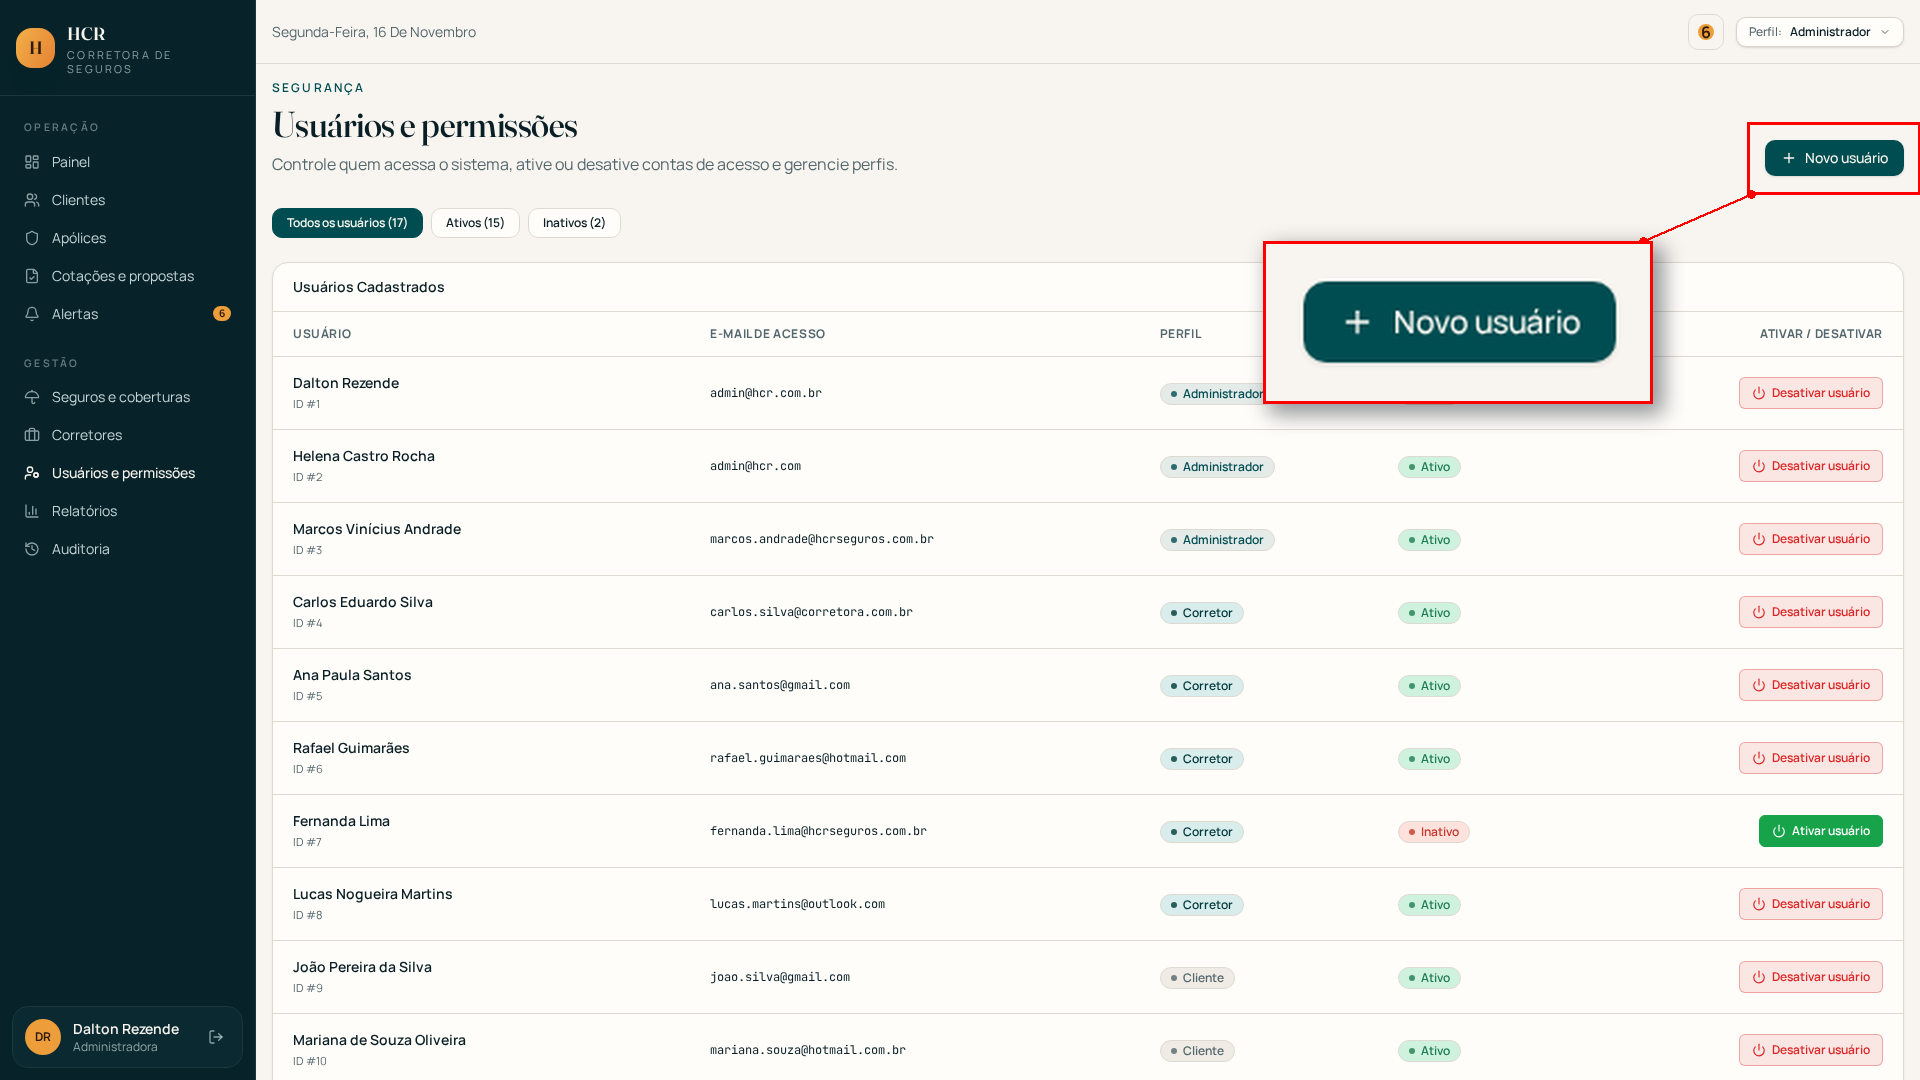 H
HCR
CORRETORA DE
SEGUROS
OPERAÇÃO
Painel
Clientes
Apólices
Cotações e propostas
Alertas 6
GESTÃO
Seguros e coberturas
Corretores
Usuários e permissões
Relatórios
Auditoria
DR
Dalton Rezende
Administradora
Segunda-Feira, 16 De Novembro
6
Perfil: Administrador
SEGURANÇA
Usuários e permissões
Controle quem acessa o sistema, ative ou desative contas de acesso e gerencie perfis.
+ Novo usuário
Todos os usuários (17) Ativos (15) Inativos (2)
+ Novo usuário
Usuários Cadastrados
USUÁRIO E-MAILDE ACESSO PERFIL ATIVAR / DESATIVAR
Dalton Rezende
ID #1
admin@hcr.com.br Administrador Desativar usuário
Helena Castro Rocha
ID #2
admin@hcr.com Administrador Ativo Desativar usuário
Marcos Vinícius Andrade
ID #3
marcos.andrade@hcrseguros.com.br Administrador Ativo Desativar usuário
Carlos Eduardo Silva
ID #4
carlos.silva@corretora.com.br Corretor Ativo Desativar usuário
Ana Paula Santos
ID #5
ana.santos@gmail.com Corretor Ativo Desativar usuário
Rafael Guimarães
ID #6
rafael.guimaraes@hotmail.com Corretor Ativo Desativar usuário
Fernanda Lima
ID #7
fernanda.lima@hcrseguros.com.br Corretor Inativo Ativar usuário
Lucas Nogueira Martins
ID #8
lucas.martins@outlook.com Corretor Ativo Desativar usuário
João Pereira da Silva
ID #9
joao.silva@gmail.com Cliente Ativo Desativar usuário
Mariana de Souza Oliveira
ID #10
mariana.souza@hotmail.com.br Cliente Ativo Desativar usuário